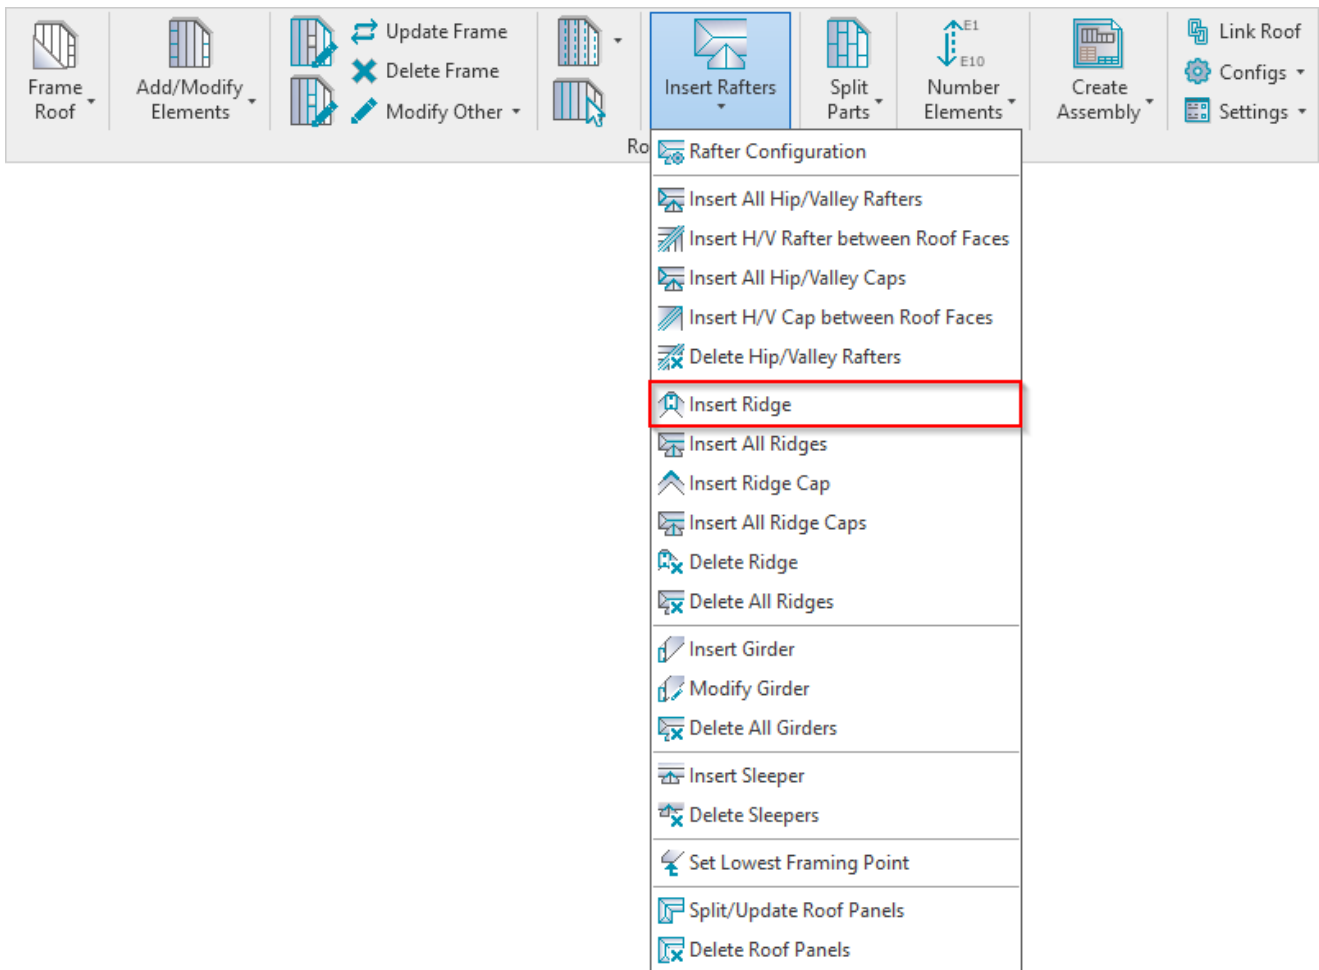 Frame
Roof
Add/Modify
Elements
Update Frame
Delete Frame
Modify Other
Insert Rafters
Split
Parts
E1
E10
Number
Elements
Create
Assembly
Link Roof
Configs
Settings
Ro
Rafter Configuration
Insert All Hip/Valley Rafters
Insert H/V Rafter between Roof Faces
Insert All Hip/Valley Caps
Insert H/V Cap between Roof Faces
Delete Hip/Valley Rafters
Insert Ridge
Insert All Ridges
Insert Ridge Cap
Insert All Ridge Caps
Delete Ridge
Delete All Ridges
Insert Girder
Modify Girder
Delete All Girders
Insert Sleeper
Delete Sleepers
Set Lowest Framing Point
Split/Update Roof Panels
Delete Roof Panels